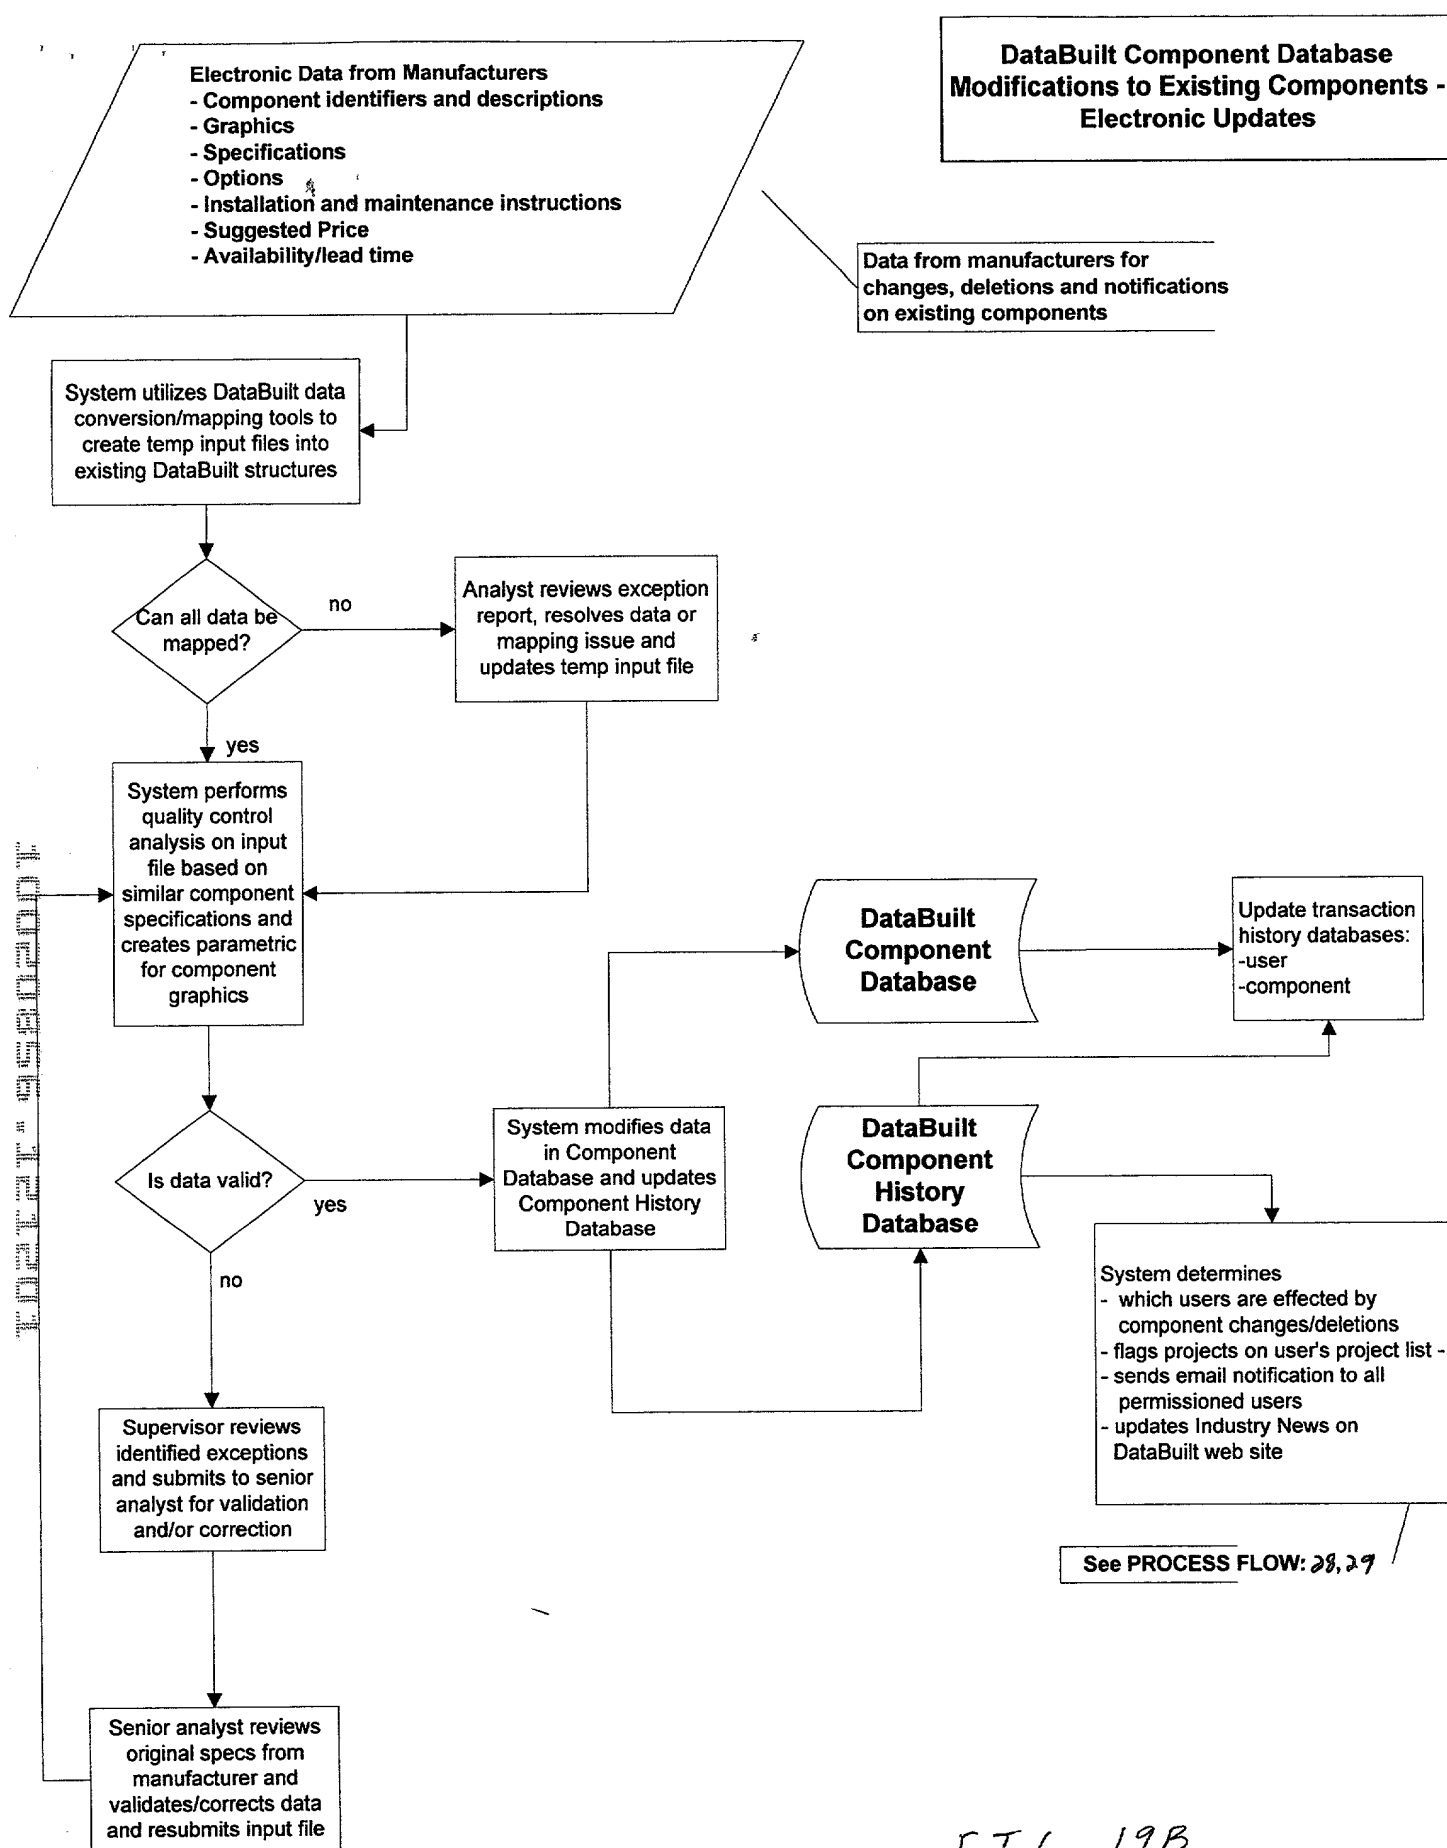 DataBuilt Component Database
Modifications to Existing Components -
Electronic Updates
Electronic Data from Manufacturers
- Component identifiers and descriptions
- Graphics
- Specifications
- Options
- Installation and maintenance instructions
- Suggested Price
- Availability/lead time
Data from manufacturers for
changes, deletions and notifications
on existing components
System utilizes DataBuilt data
conversion/mapping tools to
create temp input files into
existing DataBuilt structures
Can all data be
mapped?
no
Analyst reviews exception
report, resolves data or
mapping issue and
updates temp input file
yes
System performs
quality control
analysis on input
file based on
similar component
specifications and
creates parametric
for component
graphics
DataBuilt
Component
Database
Update transaction
history databases:
-user
-component
Is data valid?
yes
System modifies data
in Component
Database and updates
Component History
Database
DataBuilt
Component
History
Database
no
System determines
- which users are effected by
component changes/deletions
- flags projects on user's project list -
- sends email notification to all
permissioned users
- updates Industry News on
DataBuilt web site
Supervisor reviews
identified exceptions
and submits to senior
analyst for validation
and/or correction
See PROCESS FLOW: 28, 29
Senior analyst reviews
original specs from
manufacturer and
validates/corrects data
and resubmits input file
19B